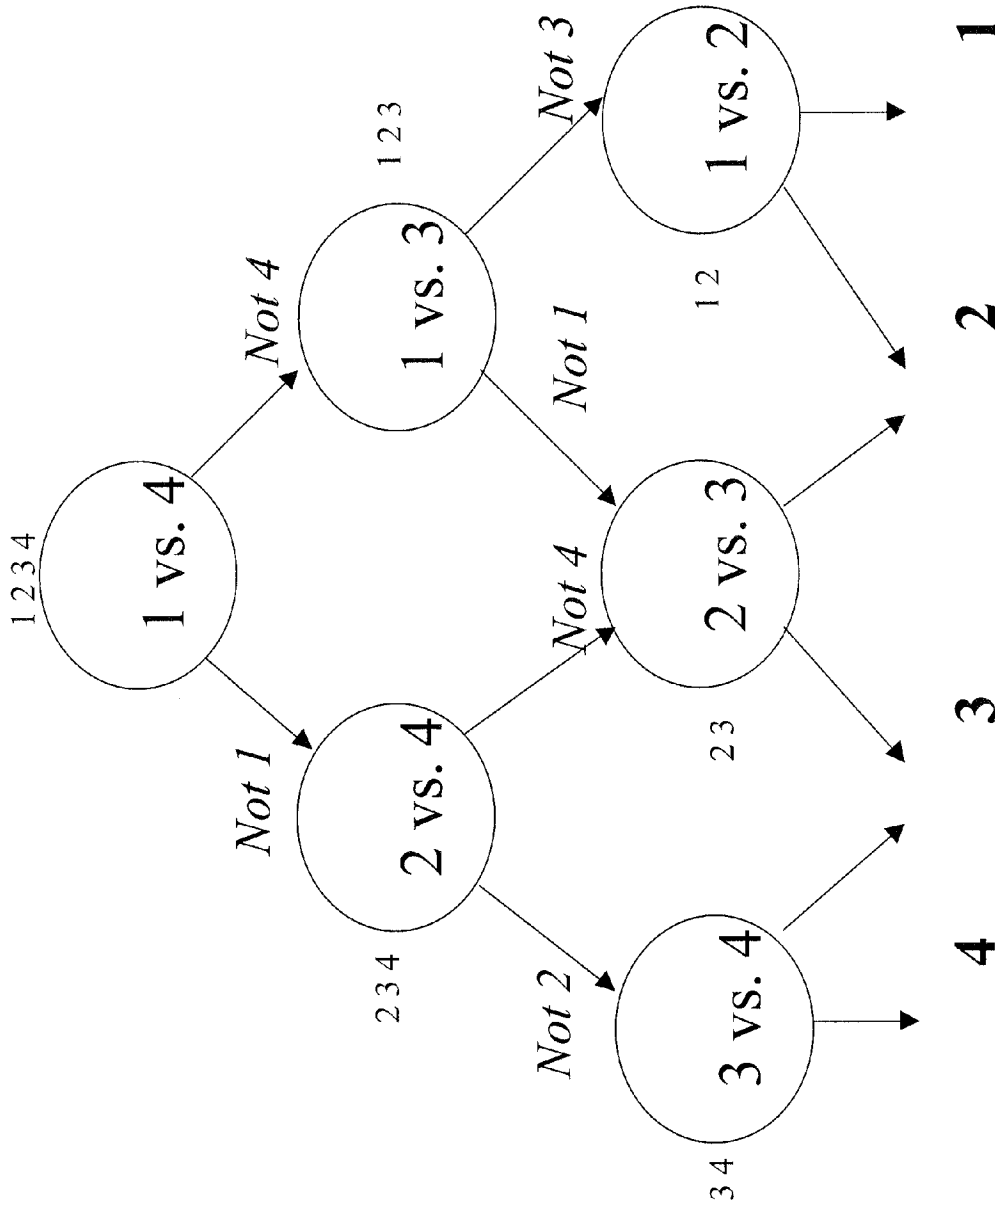 1 2 3 4
1 vs. 4
Not 1
Not 4
2 3 4
2 vs. 4
1 vs. 3
1 2 3
Not 2
Not 4
Not 1
Not 3
3 4
3 vs. 4
2 3
2 vs. 3
1 2
1 vs. 2
4
3
2
1